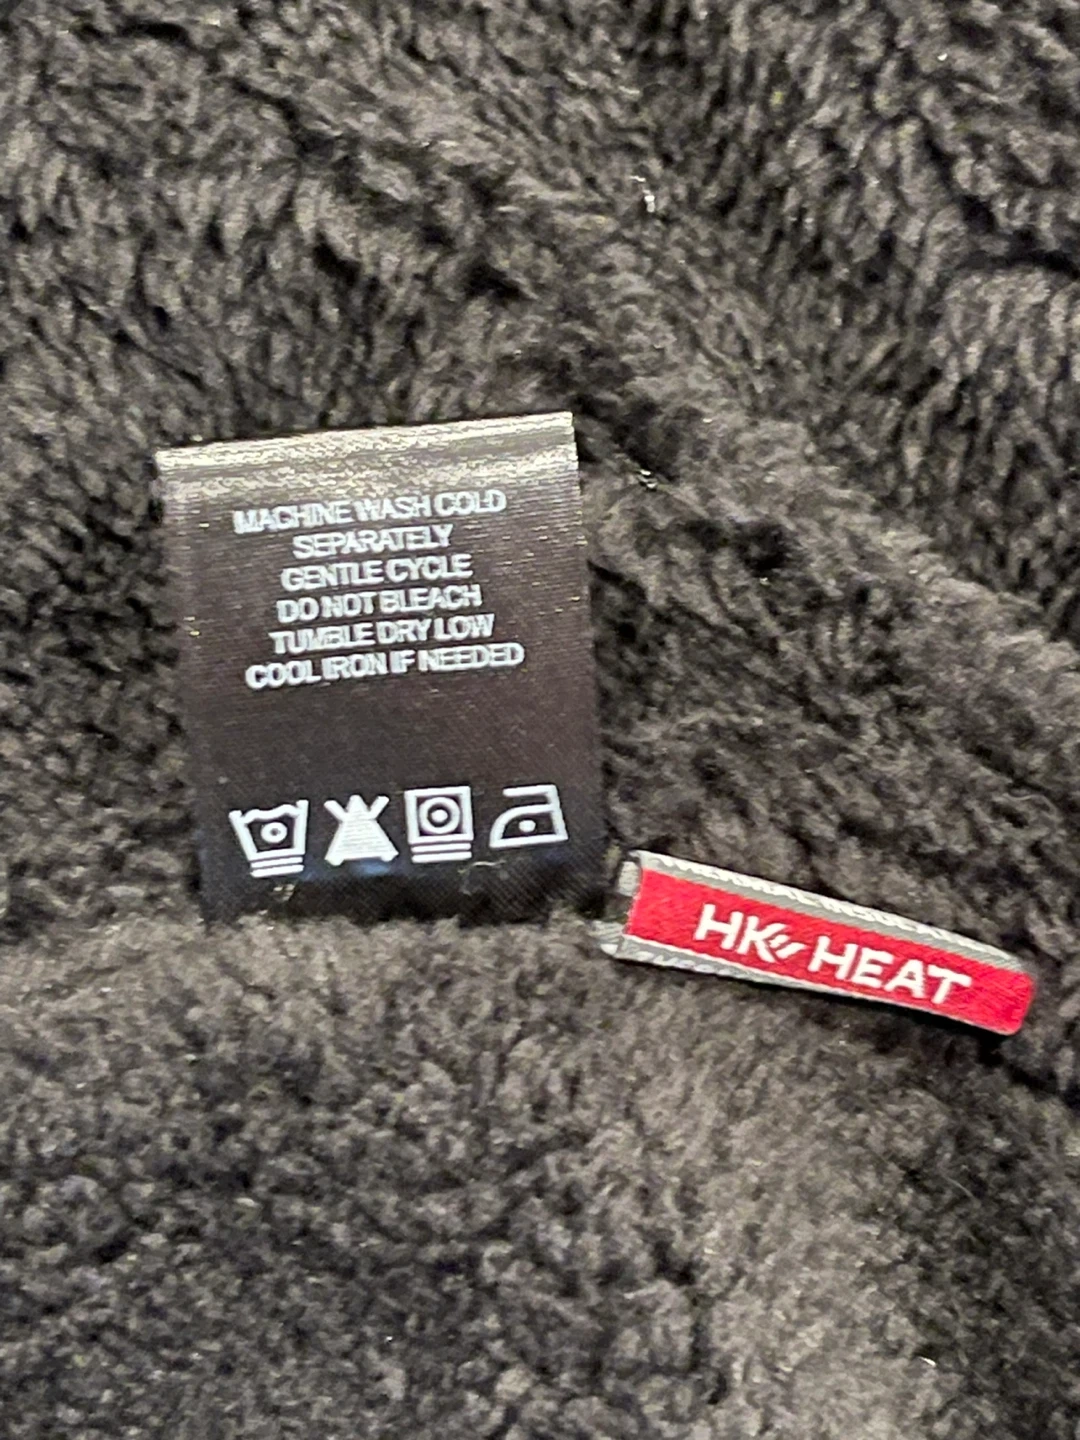 MACHINE WASH COLD
SEPARATELY
GENTLE CYCLE
DO NOT BLEACH
TUMBLE DRY LOW
COOL IRON IF NEEDED
HK HEAT